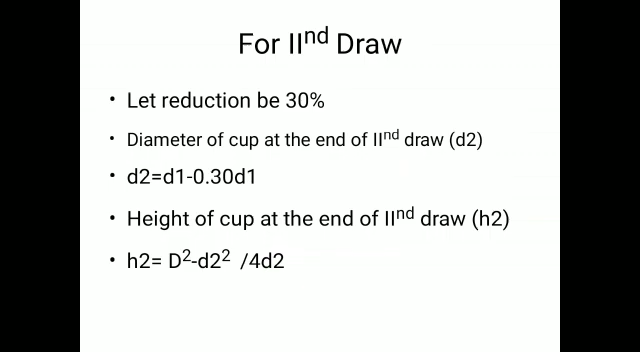 For IInd Draw
• Let reduction be 30%
• Diameter of cup at the end of IInd draw (d2)
• d2=d1-0.30d1
• Height of cup at the end of IInd draw (h2)
• h2= D2-d22 /4d2